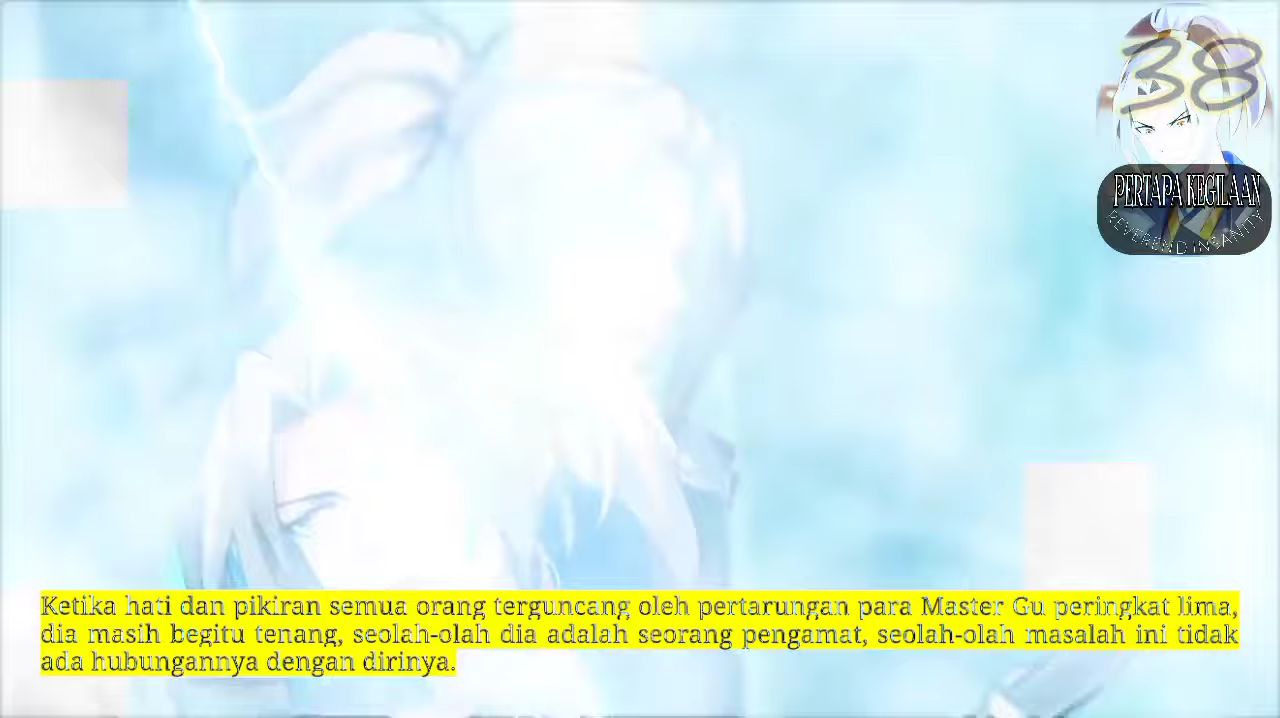 38
PERTAPA KEGILAAN
REVEREND INSANITY
Ketika hati dan pikiran semua orang terguncang oleh pertarungan para Master Gu peringkat lima,
dia masih begitu tenang, seolah-olah dia adalah seorang pengamat, seolah-olah masalah ini tidak
ada hubungannya dengan dirinya.